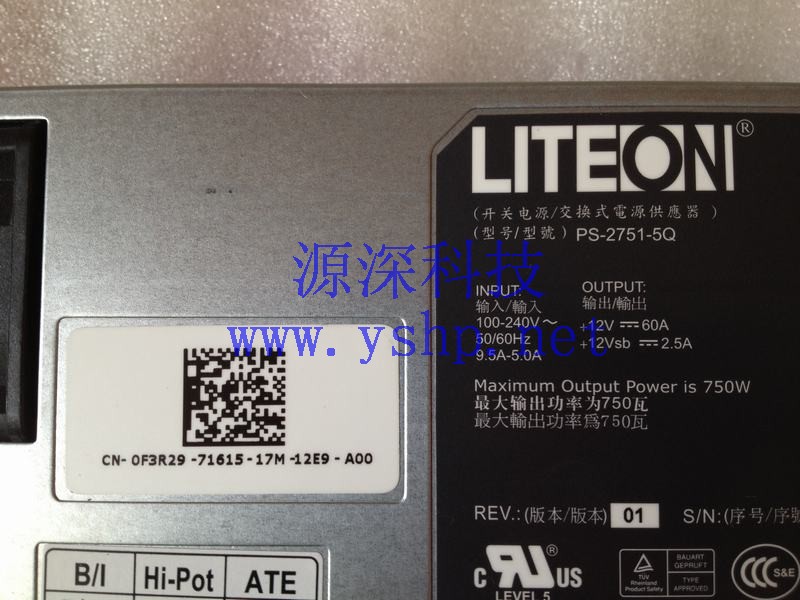 LITEON®
(开关电源/交換式電源供應器)
(型号/型號) PS-2751-5Q
源深科技
www.yshp.net
INPUT:
输入/輸入
100-240V~
50/60Hz
9.5A-5.0A
OUTPUT:
输出/輸出
+12V ⎓ 60A
+12Vsb ⎓ 2.5A
Maximum Output Power is 750W
最大输出功率为750瓦
最大輸出功率爲750瓦
CN- 0F3R29 -71615- 17M -12E9 - A00
REV.: (版本/版本) 01 S/N:(序号/序號
B/I Hi-Pot ATE
c RU US ®
LEVEL 5
TÜV
Rheinland
Product Safety
BAUART
GEPRUFT
TYPE
APPROVED
CCC S&E